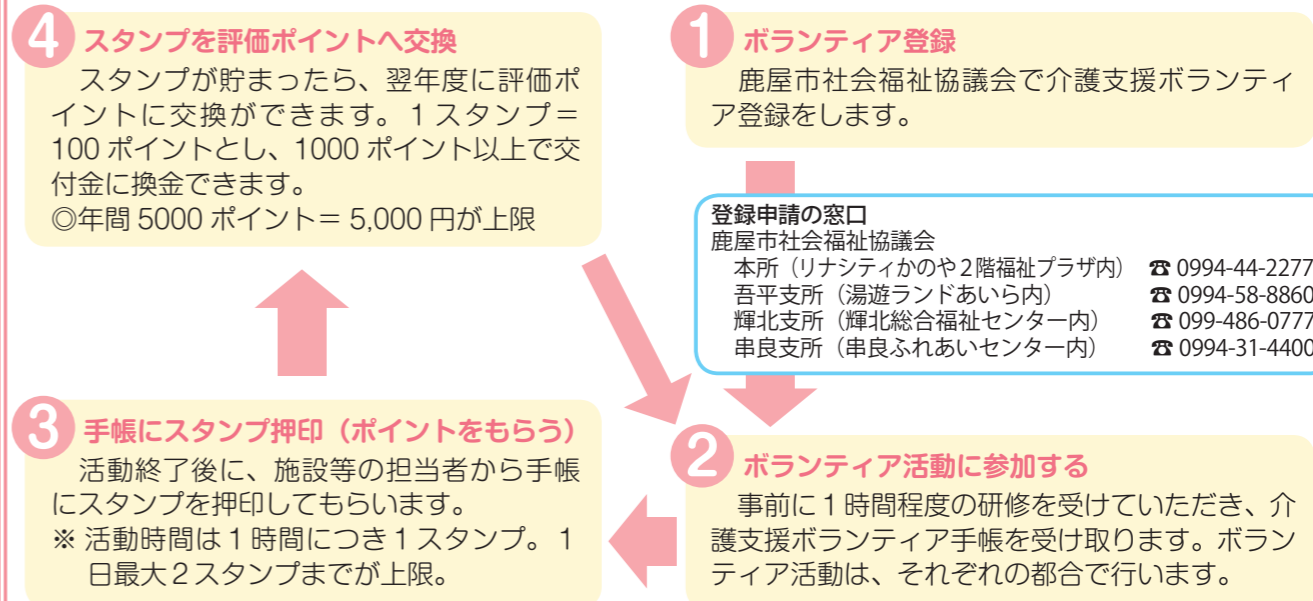 1 ボランティア登録
鹿屋市社会福祉協議会で介護支援ボランティ
ア登録をします。
登録申請の窓口
鹿屋市社会福祉協議会
本所（リナシティかのや２階福祉プラザ内） ☎ 0994-44-2277
吾平支所（湯遊ランドあいら内） ☎ 0994-58-8860
輝北支所（輝北総合福祉センター内） ☎ 099-486-0777
串良支所（串良ふれあいセンター内） ☎ 0994-31-4400
2 ボランティア活動に参加する
事前に１時間程度の研修を受けていただき、介
護支援ボランティア手帳を受け取ります。ボラン
ティア活動は、それぞれの都合で行います。
3 手帳にスタンプ押印（ポイントをもらう）
活動終了後に、施設等の担当者から手帳
にスタンプを押印してもらいます。
※ 活動時間は１時間につき１スタンプ。１
日最大２スタンプまでが上限。
4 スタンプを評価ポイントへ交換
スタンプが貯まったら、翌年度に評価ポ
イントに交換ができます。１スタンプ＝
100 ポイントとし、1000 ポイント以上で交
付金に換金できます。
◎年間 5000 ポイント＝ 5,000 円が上限